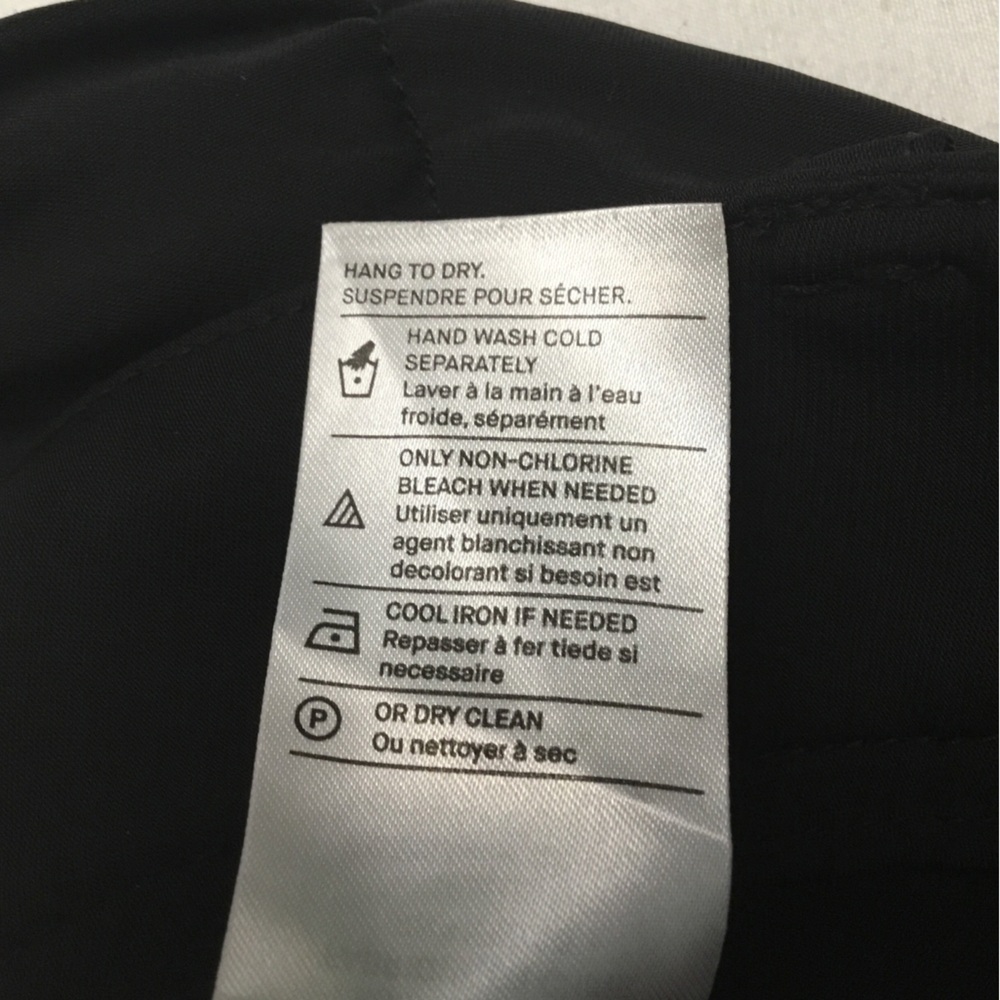 HANG TO DRY.
SUSPENDRE POUR SÉCHER.
HAND WASH COLD
SEPARATELY
Laver à la main à l'eau
froide, séparément
ONLY NON-CHLORINE
BLEACH WHEN NEEDED
Utiliser uniquement un
agent blanchissant non
decolorant si besoin est
COOL IRON IF NEEDED
Repasser à fer tiede si
necessaire
P
OR DRY CLEAN
Ou nettoyer à sec